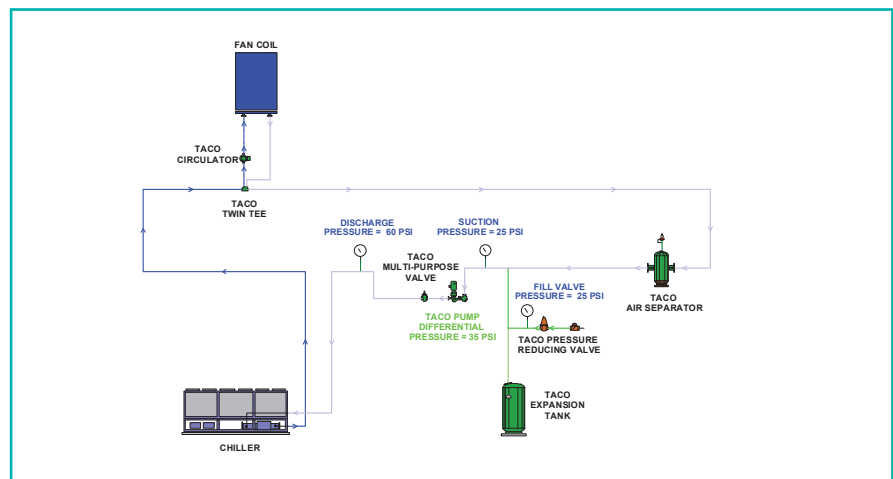 FAN COIL
TACO
CIRCULATOR
TACO
TWIN TEE
DISCHARGE
PRESSURE = 60 PSI
SUCTION
PRESSURE = 25 PSI
TACO
MULTI-PURPOSE
VALVE
FILL VALVE
PRESSURE = 25 PSI
TACO
AIR SEPARATOR
TACO PUMP
DIFFERENTIAL
PRESSURE = 35 PSI
TACO PRESSURE
REDUCING VALVE
TACO
EXPANSION
TANK
CHILLER